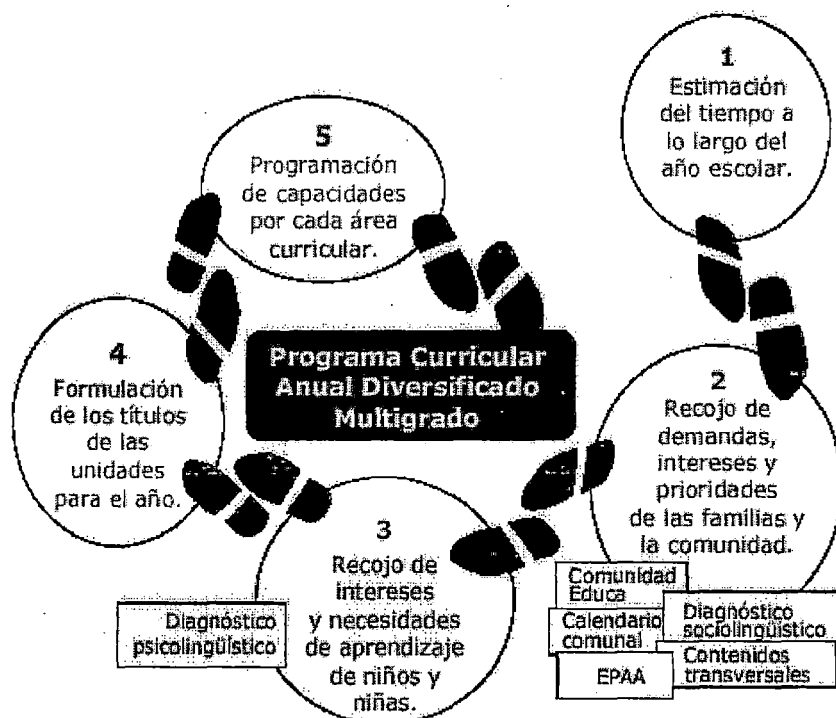 1
Estimación
del tiempo a
lo largo del
año escolar.
2
Recojo de
demandas,
intereses y
prioridades
de las familias y
la comunidad.
Comunidad
Educa
Calendario
comunal
EPAA
Diagnóstico
sociolingüístico
Contenidos
transversales
3
Recojo de
intereses
y necesidades
de aprendizaje
de niños y
niñas.
Diagnóstico
psicolingüístico
4
Formulación
de los títulos
de las
unidades
para el año.
5
Programación
de capacidades
por cada área
curricular.
Programa Curricular
Anual Diversificado
Multigrado